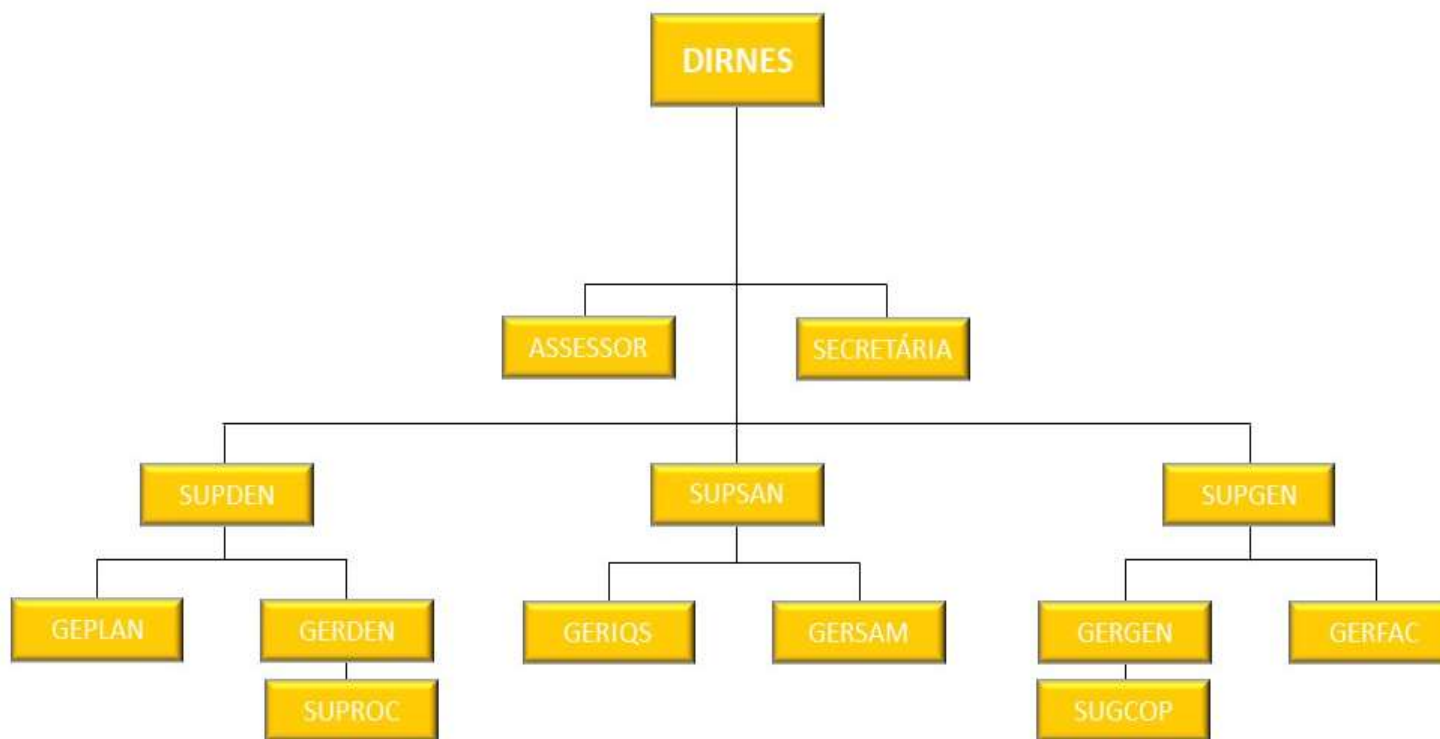 DIRNES
ASSESSOR
SECRETÁRIA
SUPDEN
SUPSAN
SUPGEN
GEPLAN
GERDEN
GERIQS
GERSAM
GERGEN
GERFAC
SUPROC
SUGCOP